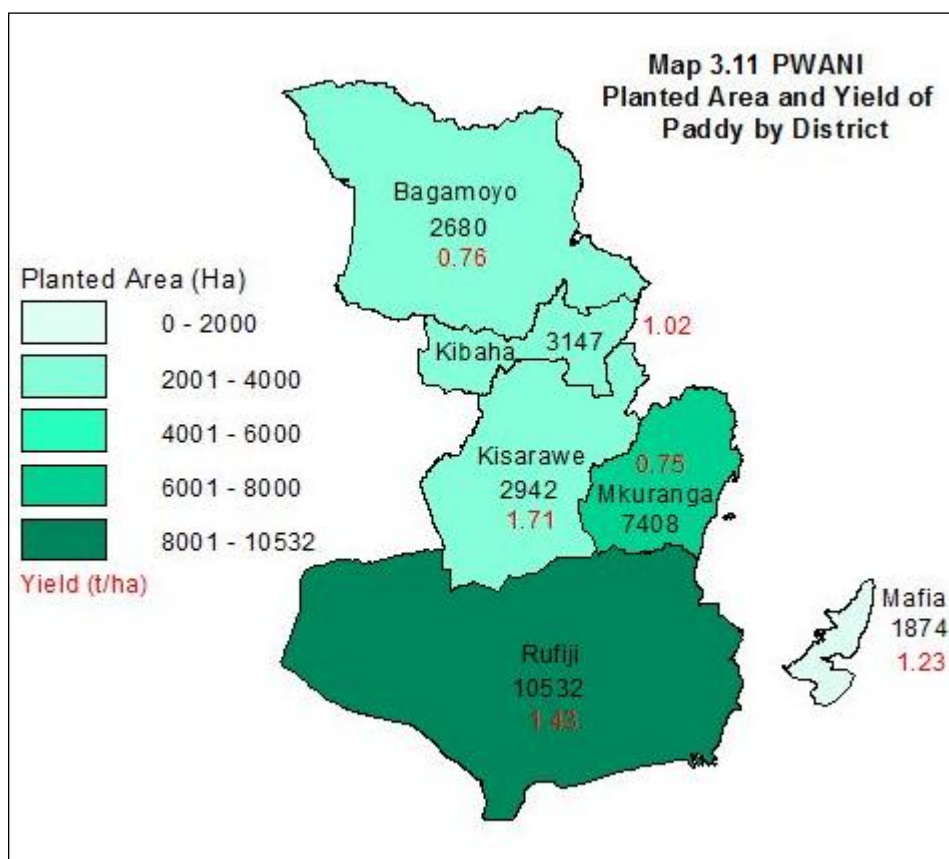 Map 3.11 PWANI
Planted Area and Yield of
Paddy by District
Bagamoyo
2680
0.76
Planted Area (Ha)
0 - 2000
2001 - 4000
4001 - 6000
6001 - 8000
8001 - 10532
Yield (t/ha)
Kibaha
3147
1.02
Kisarawe
2942
1.71
0.75
Mkuranga
7408
Rufiji
10532
1.43
Mafia
1874
1.23